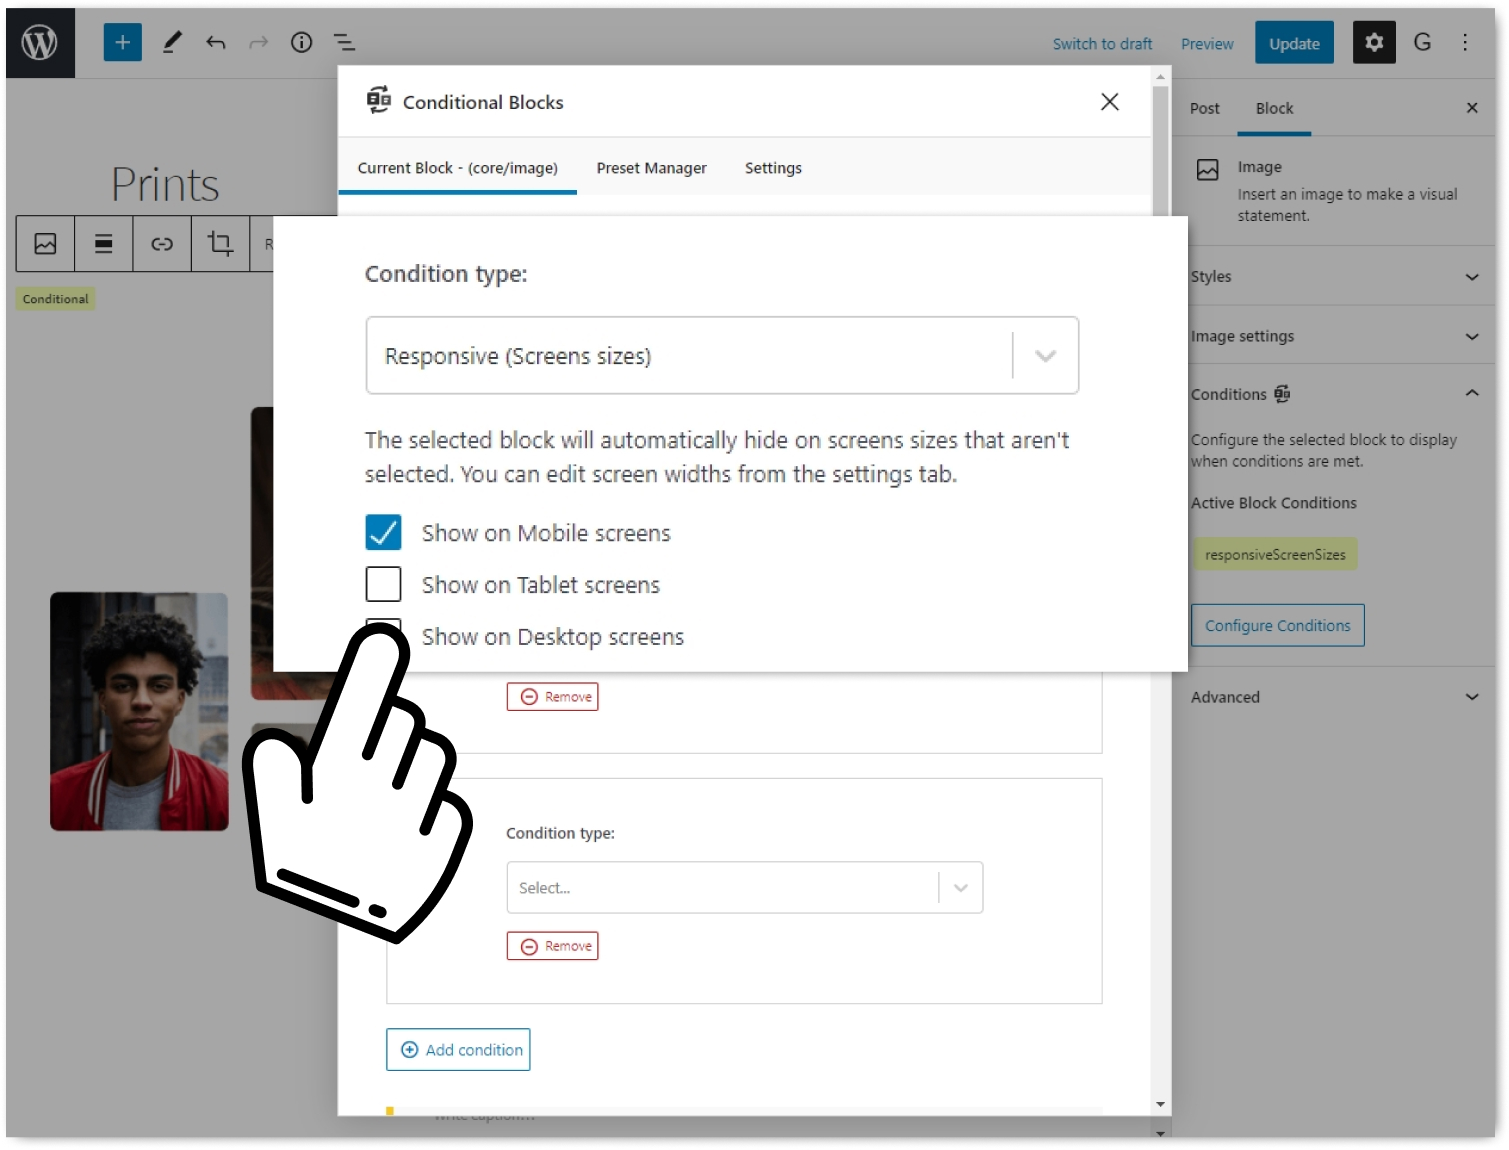 Switch to draft
Preview
Update
G
Conditional Blocks
Post
Block
Current Block - (core/image)
Preset Manager
Settings
Image
Insert an image to make a visual
statement.
Prints
R
Conditional
Condition type:
Responsive (Screens sizes)
The selected block will automatically hide on screens sizes that aren't
selected. You can edit screen widths from the settings tab.
Show on Mobile screens
Show on Tablet screens
Show on Desktop screens
Styles
Image settings
Conditions
Configure the selected block to display
when conditions are met.
Active Block Conditions
responsiveScreenSizes
Configure Conditions
Advanced
Remove
Condition type:
Select...
Remove
Add condition
Write caption...